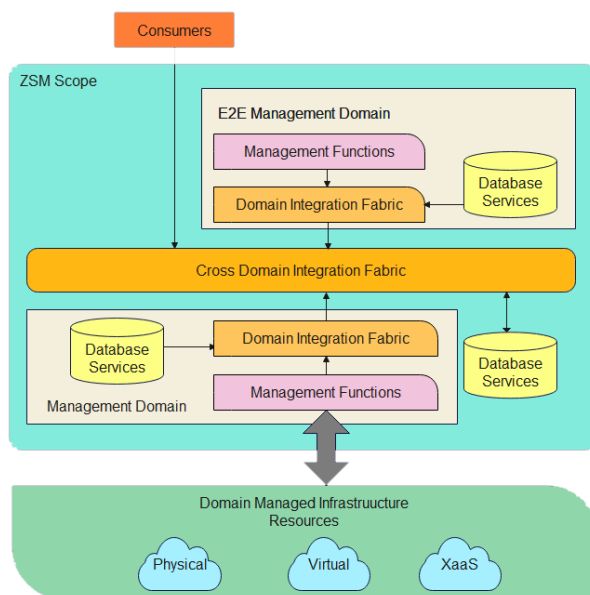 Consumers
ZSM Scope
E2E Management Domain
Management Functions
Domain Integration Fabric
Database
Services
Cross Domain Integration Fabric
Database
Services
Domain Integration Fabric
Management Functions
Management Domain
Database
Services
Domain Managed Infrastruucture
Resources
Physical
Virtual
XaaS